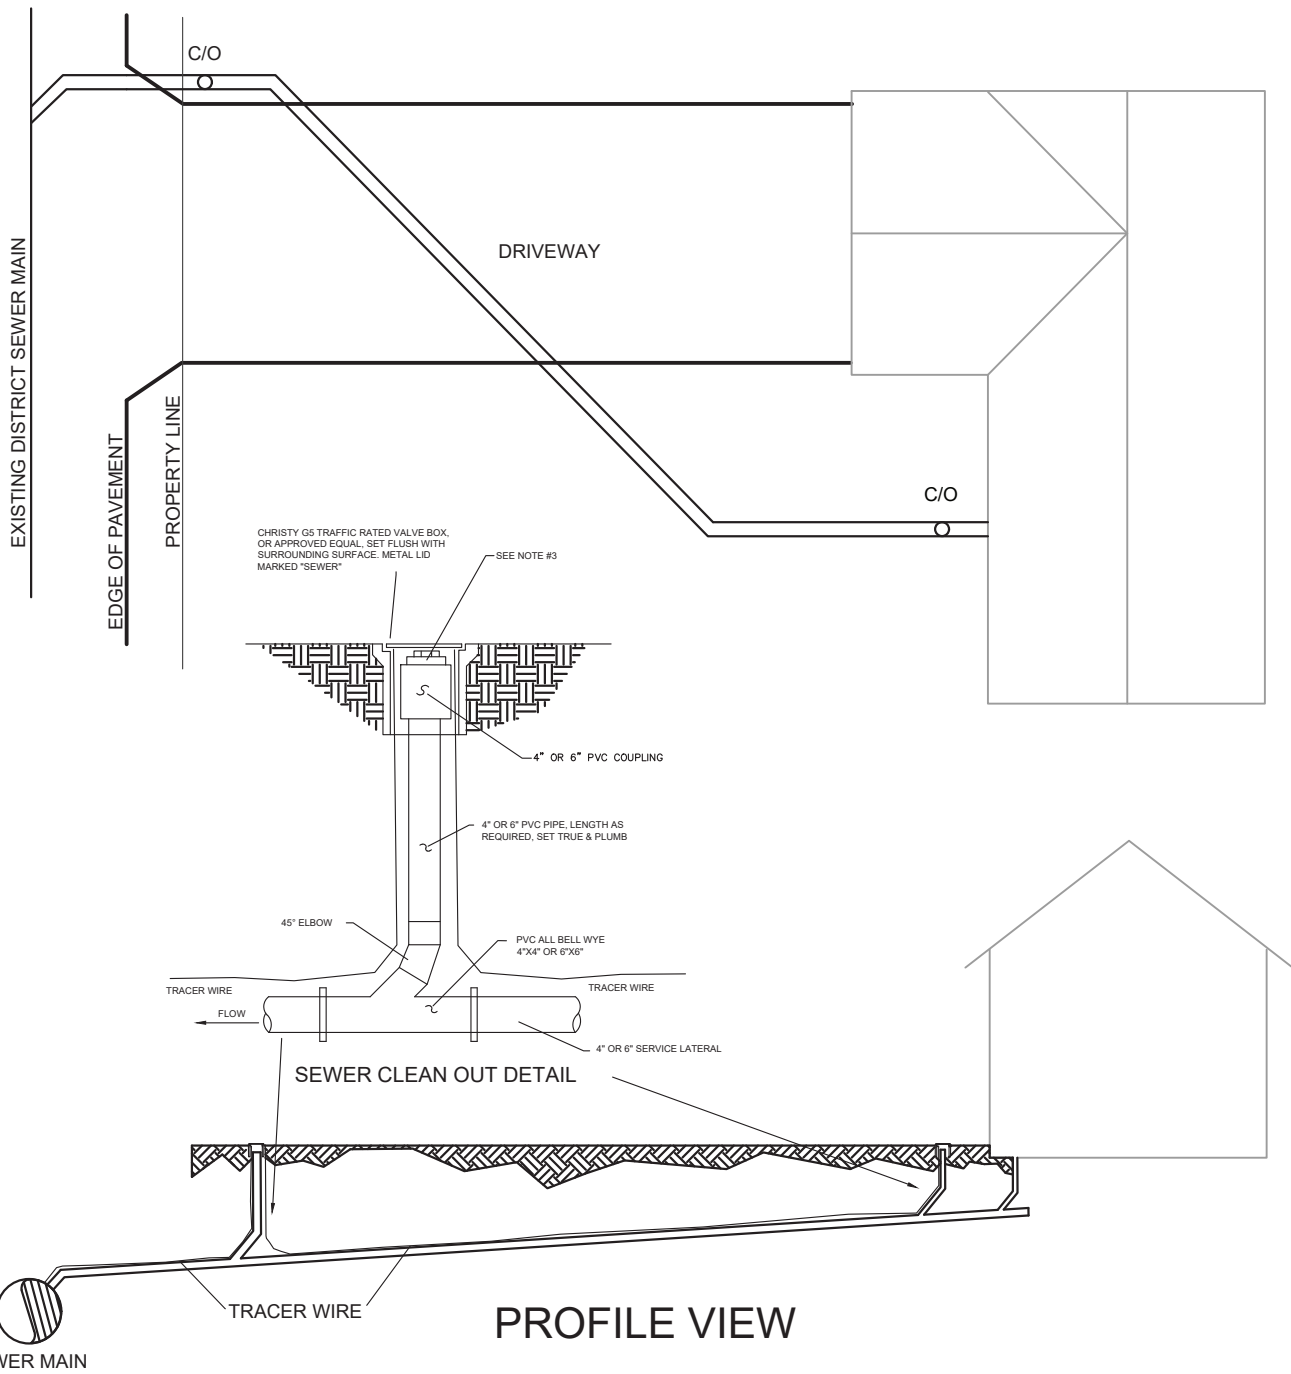 C/O
DRIVEWAY
EXISTING DISTRICT SEWER MAIN
EDGE OF PAVEMENT
PROPERTY LINE
C/O
CHRISTY G5 TRAFFIC RATED VALVE BOX,
OR APPROVED EQUAL, SET FLUSH WITH
SURROUNDING SURFACE. METAL LID
MARKED "SEWER"
SEE NOTE #3
4" OR 6" PVC COUPLING
4" OR 6" PVC PIPE, LENGTH AS
REQUIRED, SET TRUE & PLUMB
45° ELBOW
PVC ALL BELL WYE
4"X4" OR 6"X6"
TRACER WIRE
TRACER WIRE
FLOW
4" OR 6" SERVICE LATERAL
SEWER CLEAN OUT DETAIL
TRACER WIRE
PROFILE VIEW
WER MAIN